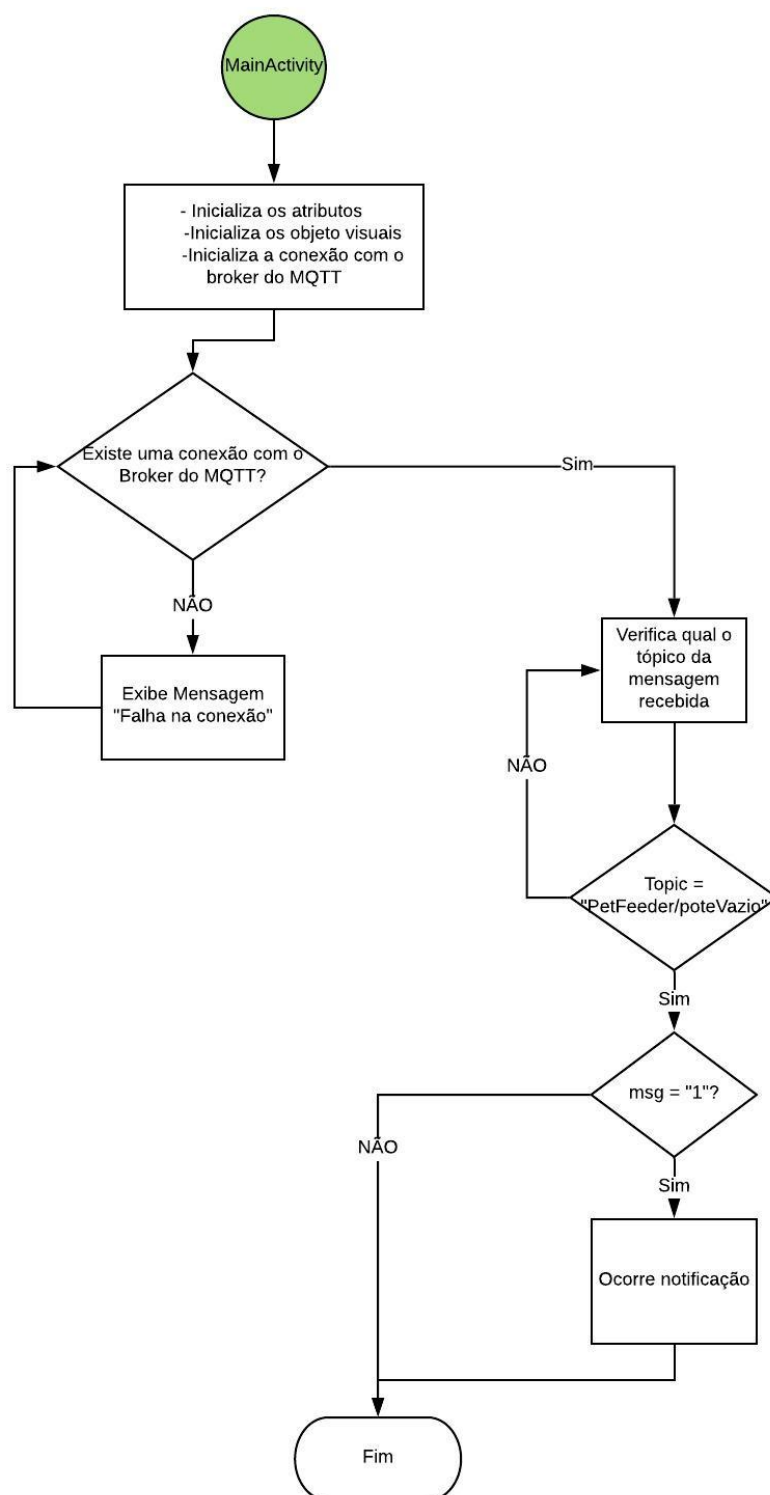 MainActivity
- Inicializa os atributos
-Inicializa os objeto visuais
-Inicializa a conexão com o
broker do MQTT
Existe uma conexão com o
Broker do MQTT?
Sim
NÃO
Exibe Mensagem
"Falha na conexão"
Verifica qual o
tópico da
mensagem
recebida
NÃO
Topic =
"PetFeeder/poteVazio"
Sim
msg = "1"?
NÃO
Sim
Ocorre notificação
Fim